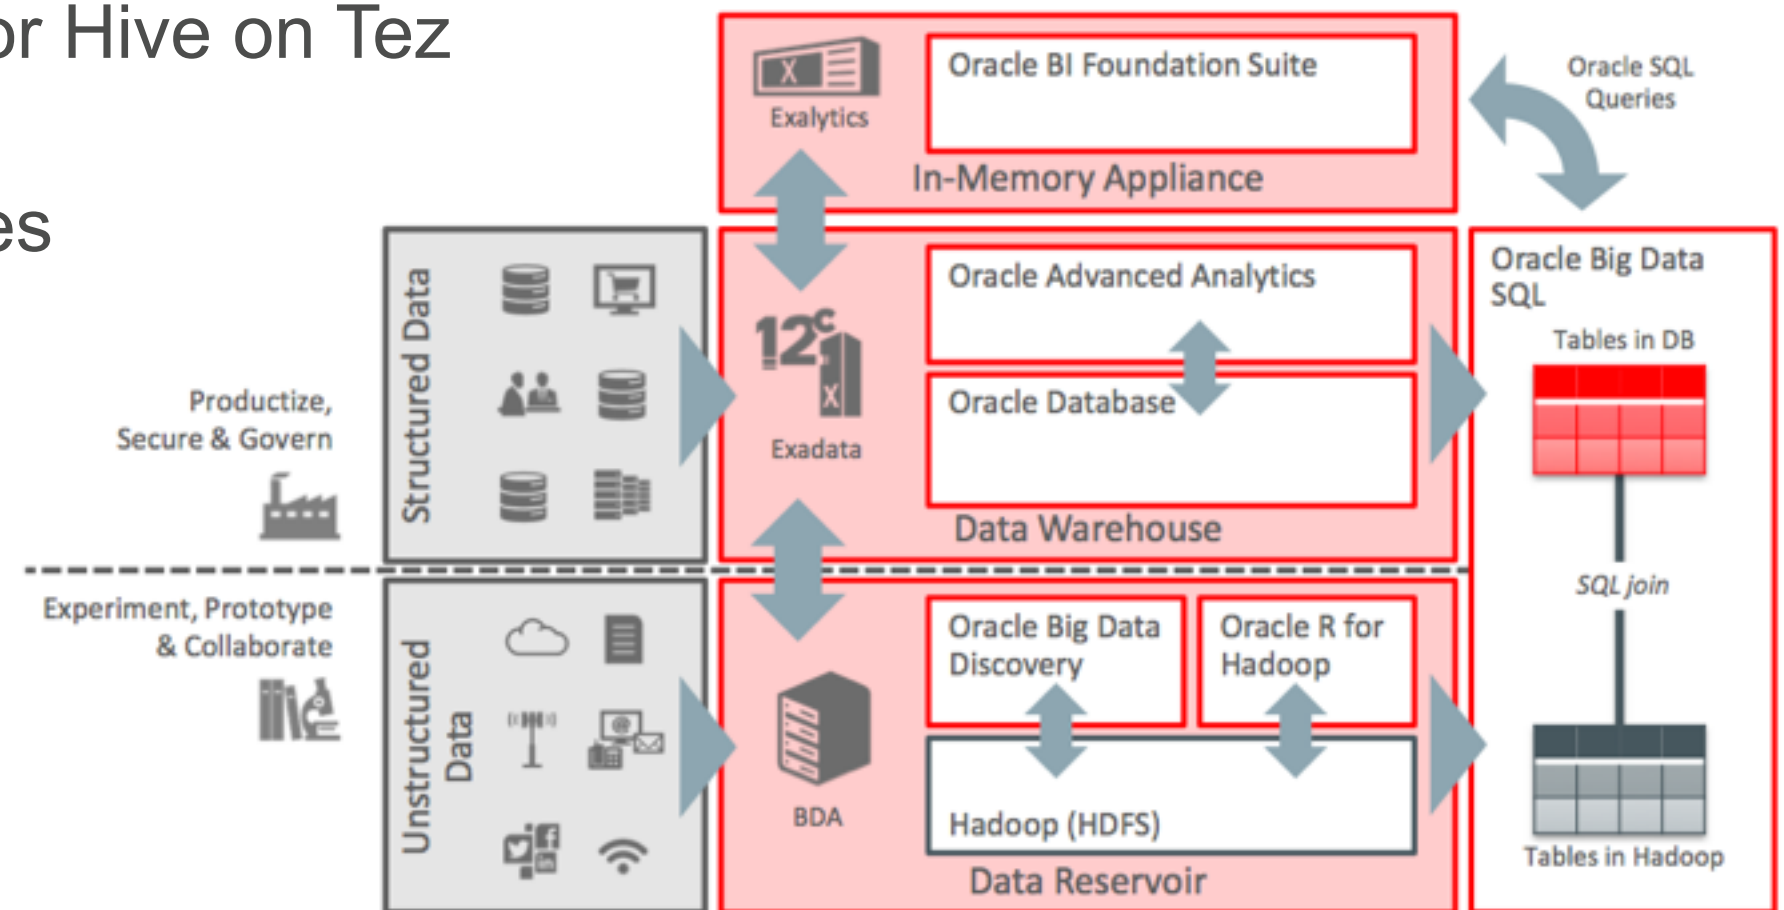 or Hive on Tez
es
Exalytics
Oracle BI Foundation Suite
In-Memory Appliance
Oracle SQL
Queries
Productize,
Secure & Govern
Structured Data
12c
X
Exadata
Oracle Advanced Analytics
Oracle Database
Data Warehouse
Oracle Big Data
SQL
Tables in DB
SQL join
Tables in Hadoop
Experiment, Prototype
& Collaborate
Unstructured
Data
BDA
Oracle Big Data
Discovery
Oracle R for
Hadoop
Hadoop (HDFS)
Data Reservoir